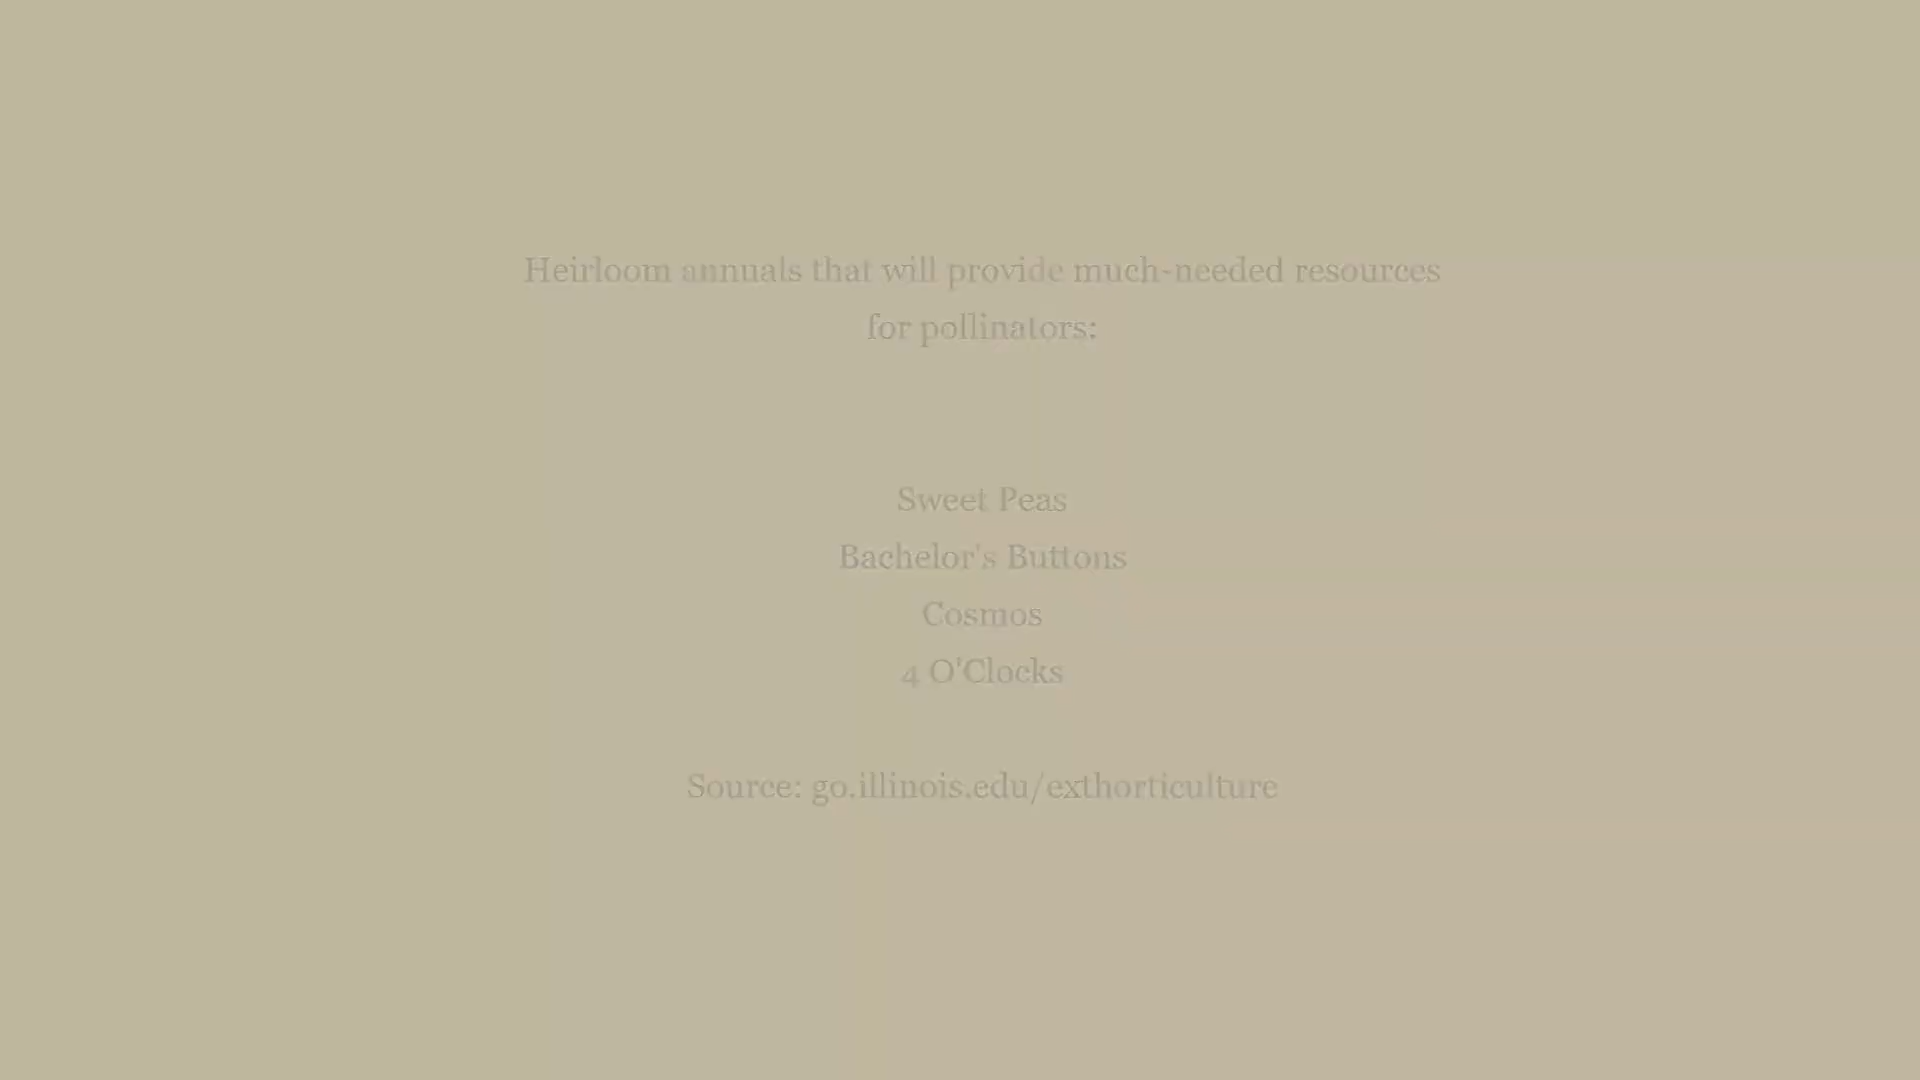 Heirloom annuals that will provide much-needed resources
for pollinators:
Sweet Peas
Bachelor's Buttons
Cosmos
4 O'Clocks
Source: go.illinois.edu/exthorticulture